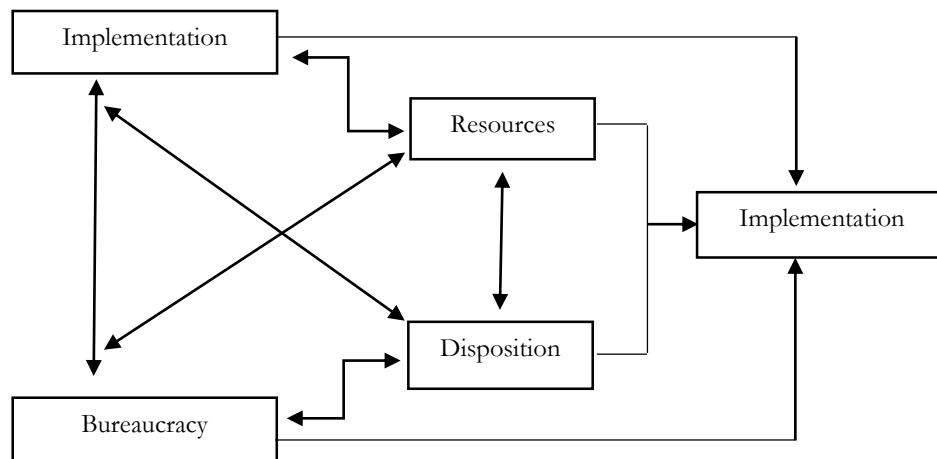 Implementation
Resources
Implementation
Disposition
Bureaucracy